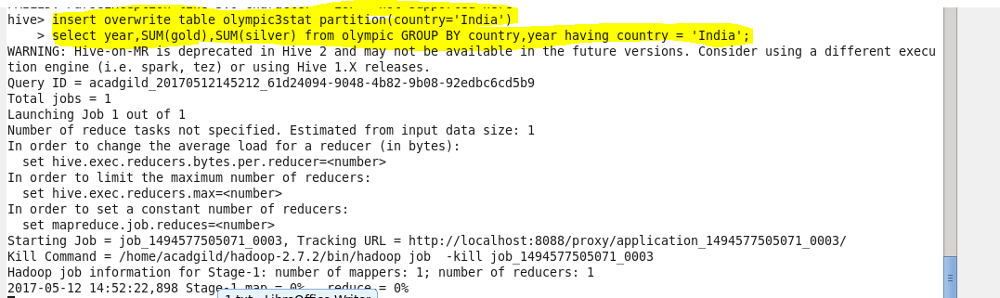 hive> insert overwrite table olympic3stat partition(country='India')
    > select year,SUM(gold),SUM(silver) from olympic GROUP BY country,year having country = 'India';
WARNING: Hive-on-MR is deprecated in Hive 2 and may not be available in the future versions. Consider using a different execu
tion engine (i.e. spark, tez) or using Hive 1.X releases.
Query ID = acadgild_20170512145212_61d24094-9048-4b82-9b08-92edbc6cd5b9
Total jobs = 1
Launching Job 1 out of 1
Number of reduce tasks not specified. Estimated from input data size: 1
In order to change the average load for a reducer (in bytes):
  set hive.exec.reducers.bytes.per.reducer=<number>
In order to limit the maximum number of reducers:
  set hive.exec.reducers.max=<number>
In order to set a constant number of reducers:
  set mapreduce.job.reduces=<number>
Starting Job = job_1494577505071_0003, Tracking URL = http://localhost:8088/proxy/application_1494577505071_0003/
Kill Command = /home/acadgild/hadoop-2.7.2/bin/hadoop job  -kill job_1494577505071_0003
Hadoop job information for Stage-1: number of mappers: 1; number of reducers: 1
2017-05-12 14:52:22,898 Stage-1 map = 0%,  reduce = 0%